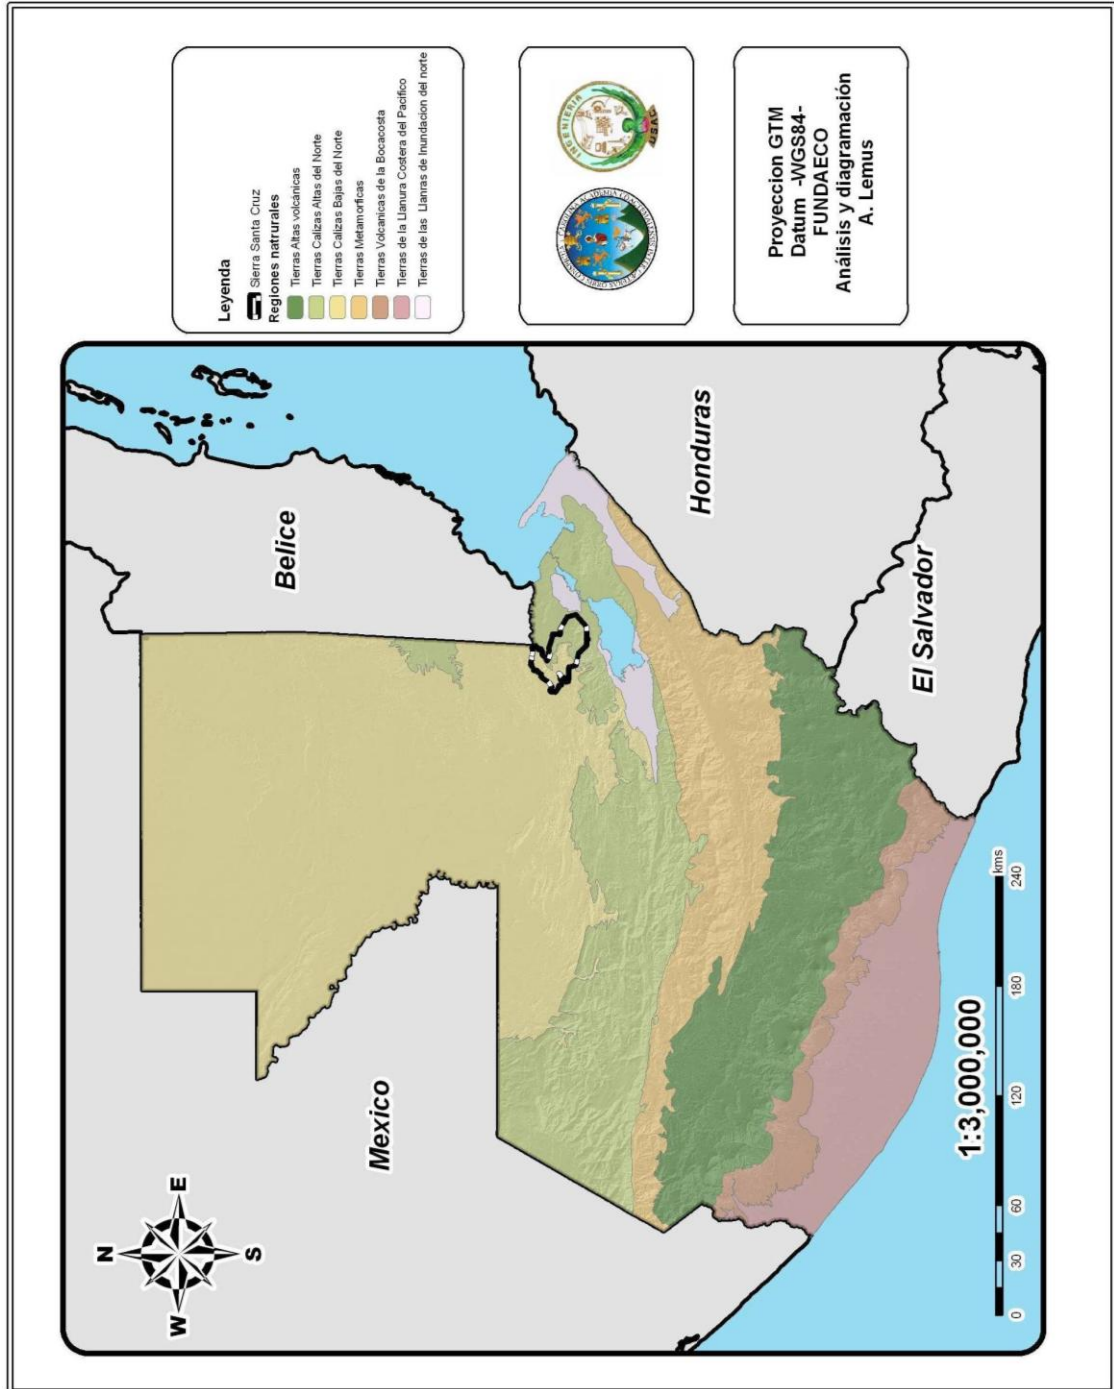 Leyenda
Sierra Santa Cruz
Regiones natrurales
Tierras Altas volcánicas
Tierras Calizas Altas del Norte
Tierras Calizas Bajas del Norte
Tierras Metamorficas
Tierras Volcanicas de la Bocacosta
Tierras de la Llanura Costera del Pacifico
Tierras de las Llanras de Inundacion del norte
INGENIERIA
USAC
Proyeccion GTM
Datum -WGS84-
FUNDAECO
Análisis y diagramación
A. Lemus
N
W
E
S
Mexico
Belice
Honduras
El Salvador
1:3,000,000
kms
0 30 60 120 180 240